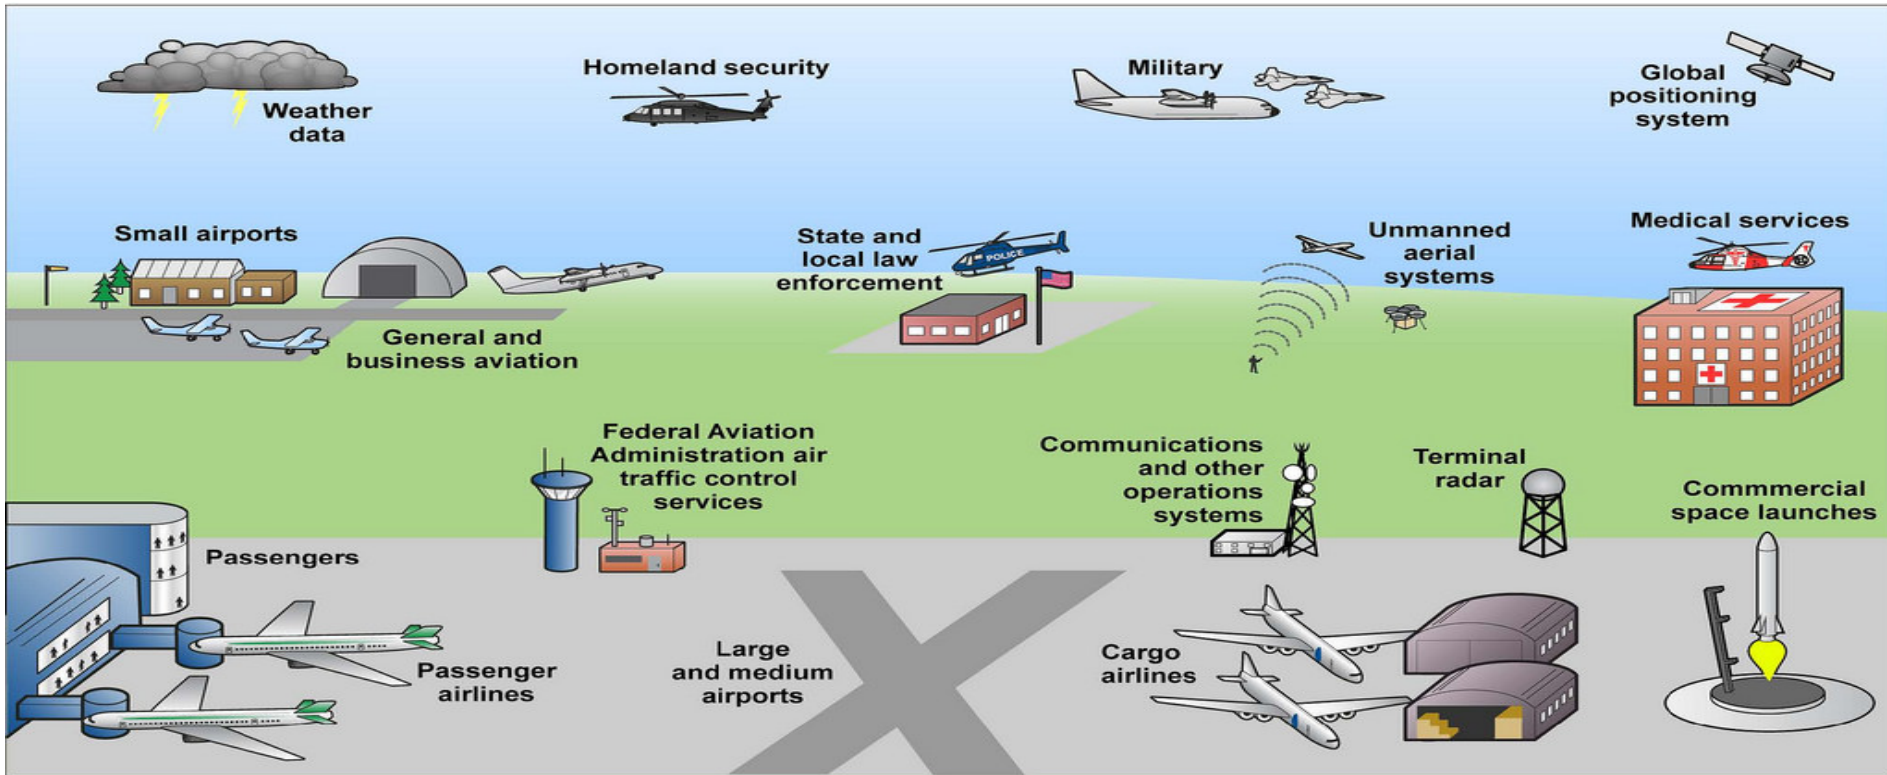 Weather
data
Homeland security
Military
Global
positioning
system
Small airports
General and
business aviation
State and
local law
enforcement
POLICE
Unmanned
aerial
systems
Medical services
Federal Aviation
Administration air
traffic control
services
Communications
and other
operations
systems
Terminal
radar
Commmercial
space launches
Passengers
Passenger
airlines
Large
and medium
airports
Cargo
airlines